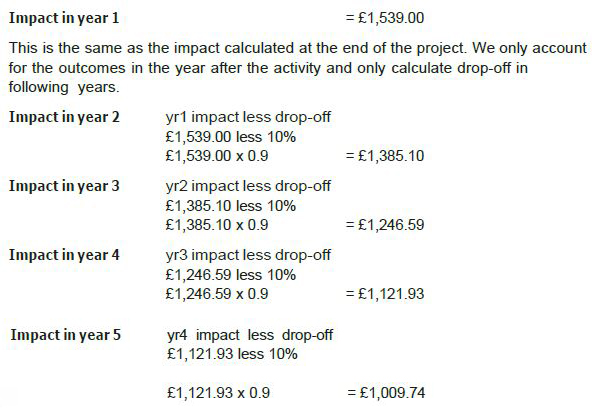 Impact in year 1 = £1,539.00
This is the same as the impact calculated at the end of the project. We only account
for the outcomes in the year after the activity and only calculate drop-off in
following years.
Impact in year 2 yr1 impact less drop-off
£1,539.00 less 10%
£1,539.00 x 0.9 = £1,385.10
Impact in year 3 yr2 impact less drop-off
£1,385.10 less 10%
£1,385.10 x 0.9 = £1,246.59
Impact in year 4 yr3 impact less drop-off
£1,246.59 less 10%
£1,246.59 x 0.9 = £1,121.93
Impact in year 5 yr4 impact less drop-off
£1,121.93 less 10%
£1,121.93 x 0.9 = £1,009.74